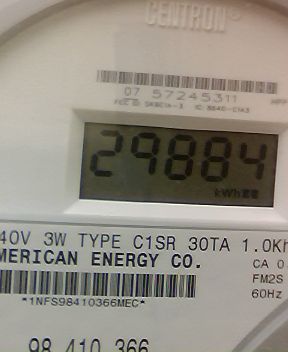 CENTRON®
07 57245311
29884
kWh
40V 3W TYPE C1SR 30TA 1.0Kh
MERICAN ENERGY CO.
CA 0.
FM2S
60Hz
*1NFS98410366MEC*
98 410 366